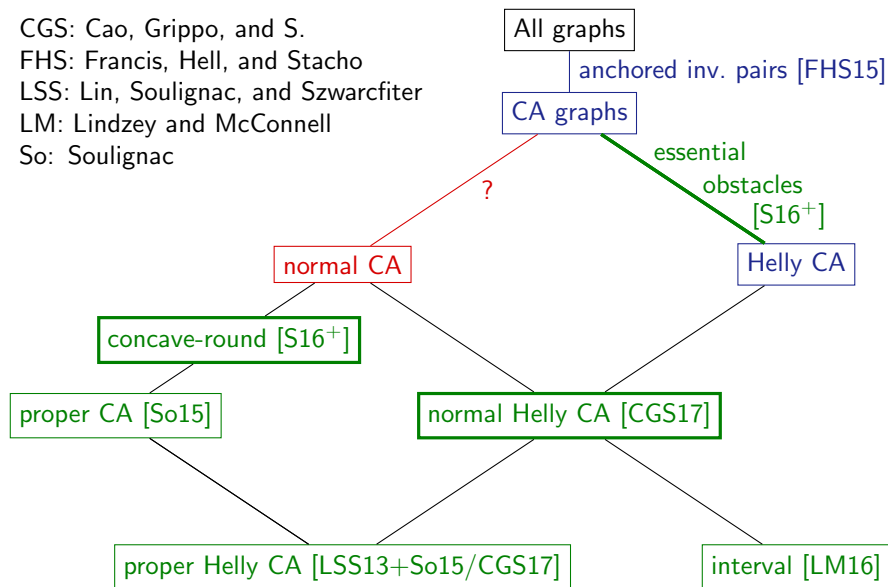 CGS: Cao, Grippo, and S.
FHS: Francis, Hell, and Stacho
LSS: Lin, Soulignac, and Szwarcfiter
LM: Lindzey and McConnell
So: Soulignac
All graphs
anchored inv. pairs [FHS15]
CA graphs
essential
obstacles
[S16⁺]
?
normal CA
Helly CA
concave-round [S16⁺]
proper CA [So15]
normal Helly CA [CGS17]
proper Helly CA [LSS13+So15/CGS17]
interval [LM16]